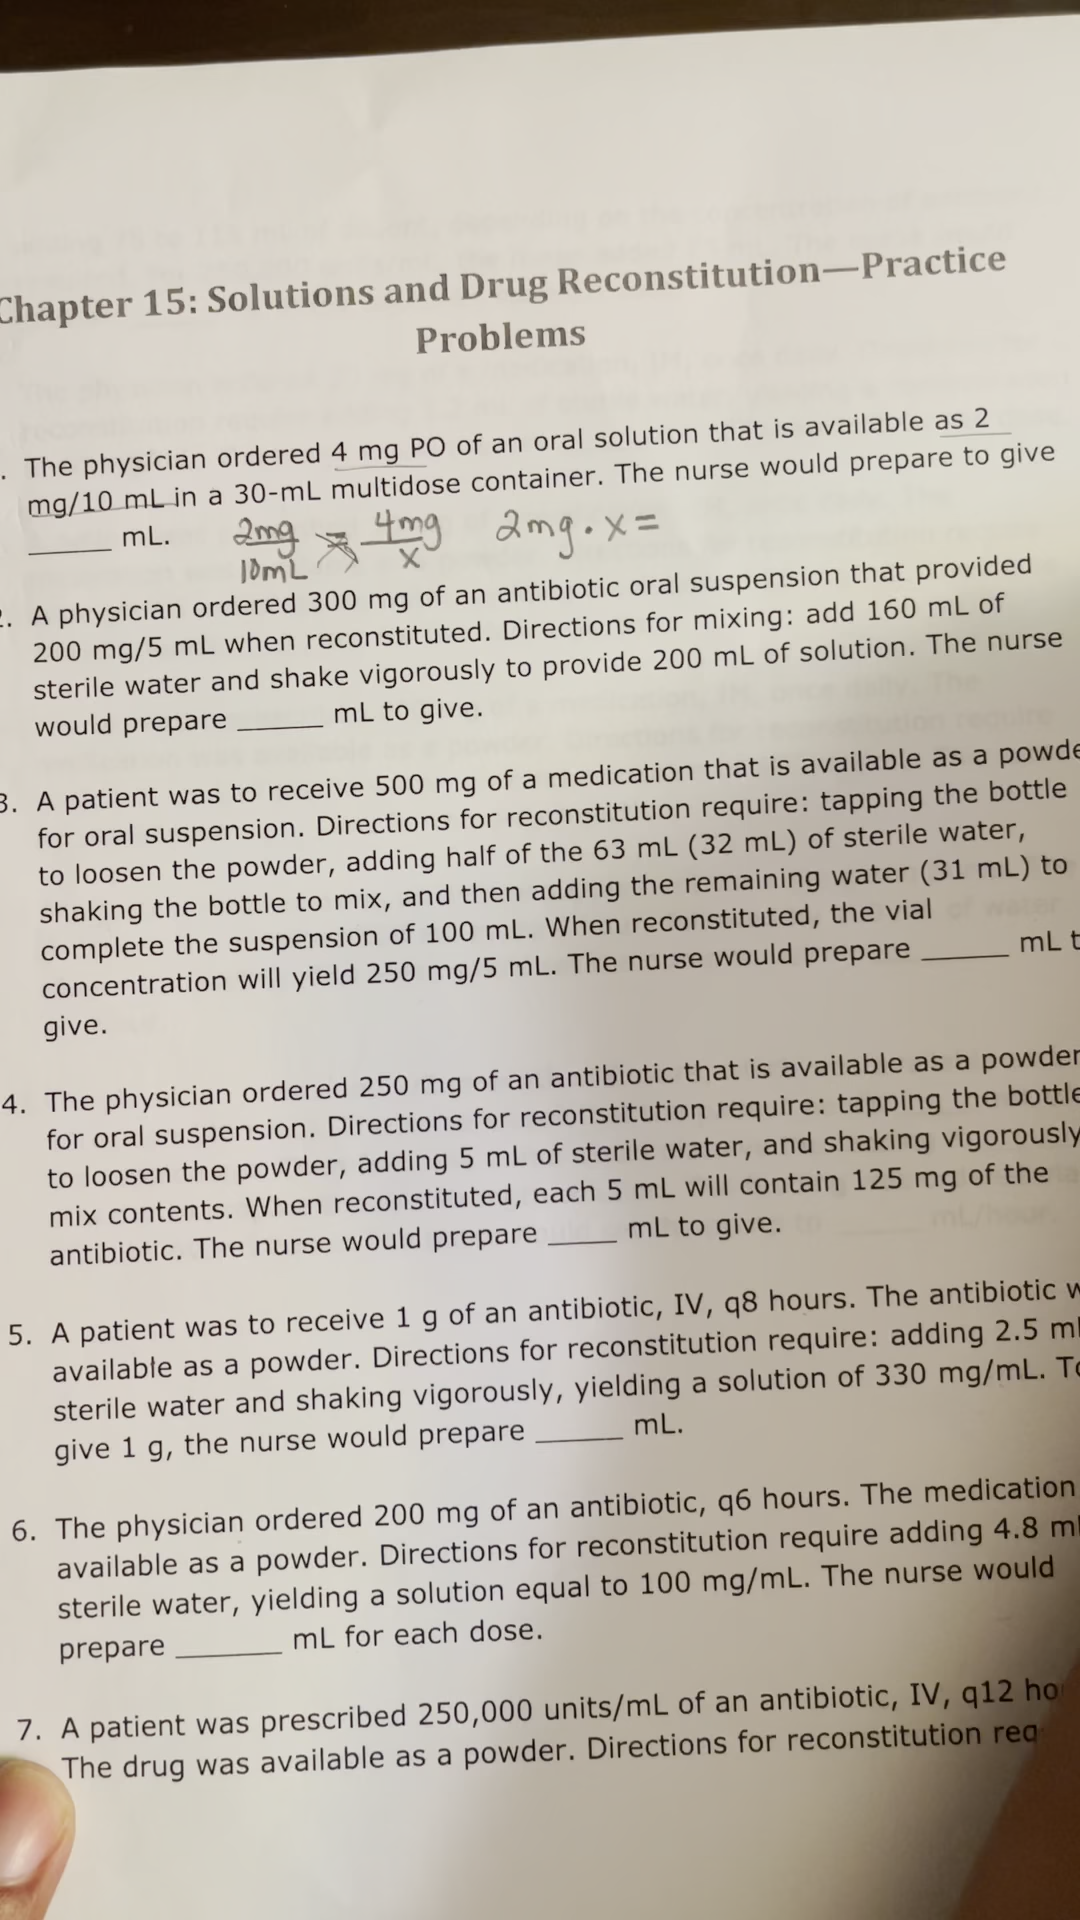 Chapter 15: Solutions and Drug Reconstitution—Practice
Problems
. The physician ordered 4 mg PO of an oral solution that is available as 2
mg/10 mL in a 30-mL multidose container. The nurse would prepare to give
______ mL. 2mg/10mL = 4mg/x 2mg·x=
2. A physician ordered 300 mg of an antibiotic oral suspension that provided
200 mg/5 mL when reconstituted. Directions for mixing: add 160 mL of
sterile water and shake vigorously to provide 200 mL of solution. The nurse
would prepare ______ mL to give.
3. A patient was to receive 500 mg of a medication that is available as a powde
for oral suspension. Directions for reconstitution require: tapping the bottle
to loosen the powder, adding half of the 63 mL (32 mL) of sterile water,
shaking the bottle to mix, and then adding the remaining water (31 mL) to
complete the suspension of 100 mL. When reconstituted, the vial
concentration will yield 250 mg/5 mL. The nurse would prepare ______ mL t
give.
4. The physician ordered 250 mg of an antibiotic that is available as a powder
for oral suspension. Directions for reconstitution require: tapping the bottle
to loosen the powder, adding 5 mL of sterile water, and shaking vigorously
mix contents. When reconstituted, each 5 mL will contain 125 mg of the
antibiotic. The nurse would prepare _____ mL to give.
5. A patient was to receive 1 g of an antibiotic, IV, q8 hours. The antibiotic w
available as a powder. Directions for reconstitution require: adding 2.5 mL
sterile water and shaking vigorously, yielding a solution of 330 mg/mL. To
give 1 g, the nurse would prepare ______ mL.
6. The physician ordered 200 mg of an antibiotic, q6 hours. The medication
available as a powder. Directions for reconstitution require adding 4.8 mL
sterile water, yielding a solution equal to 100 mg/mL. The nurse would
prepare _______ mL for each dose.
7. A patient was prescribed 250,000 units/mL of an antibiotic, IV, q12 ho
The drug was available as a powder. Directions for reconstitution req